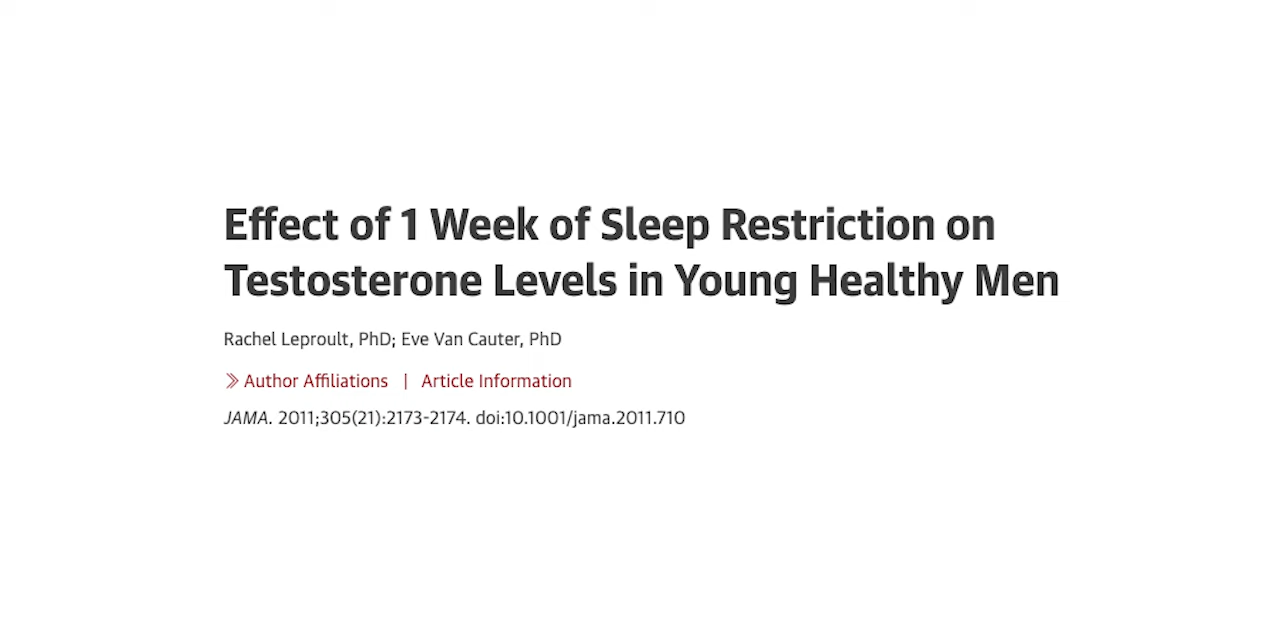 Effect of 1 Week of Sleep Restriction on
Testosterone Levels in Young Healthy Men
Rachel Leproult, PhD; Eve Van Cauter, PhD
Author Affiliations | Article Information
JAMA. 2011;305(21):2173-2174. doi:10.1001/jama.2011.710